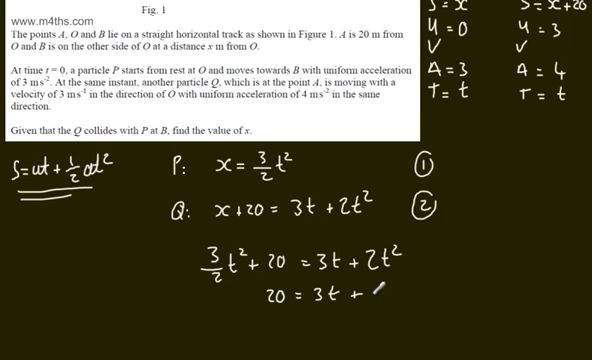 Fig. 1
www.m4ths.com
The points A, O and B lie on a straight horizontal track as shown in Figure 1. A is 20 m from
O and B is on the other side of O at a distance x m from O.
At time t = 0, a particle P starts from rest at O and moves towards B with uniform acceleration
of 3 ms⁻². At the same instant, another particle Q, which is at the point A, is moving with a
velocity of 3 ms⁻¹ in the direction of O with uniform acceleration of 4 ms⁻² in the same
direction.
Given that the Q collides with P at B, find the value of x.
S = x
U = 0
V
A = 3
T = t
S = x+20
U = 3
V
A = 4
T = t
S=ut+½at²
P: x = 3/2 t² ①
Q: x+20 = 3t + 2t² ②
3/2 t² + 20 = 3t + 2t²
20 = 3t +